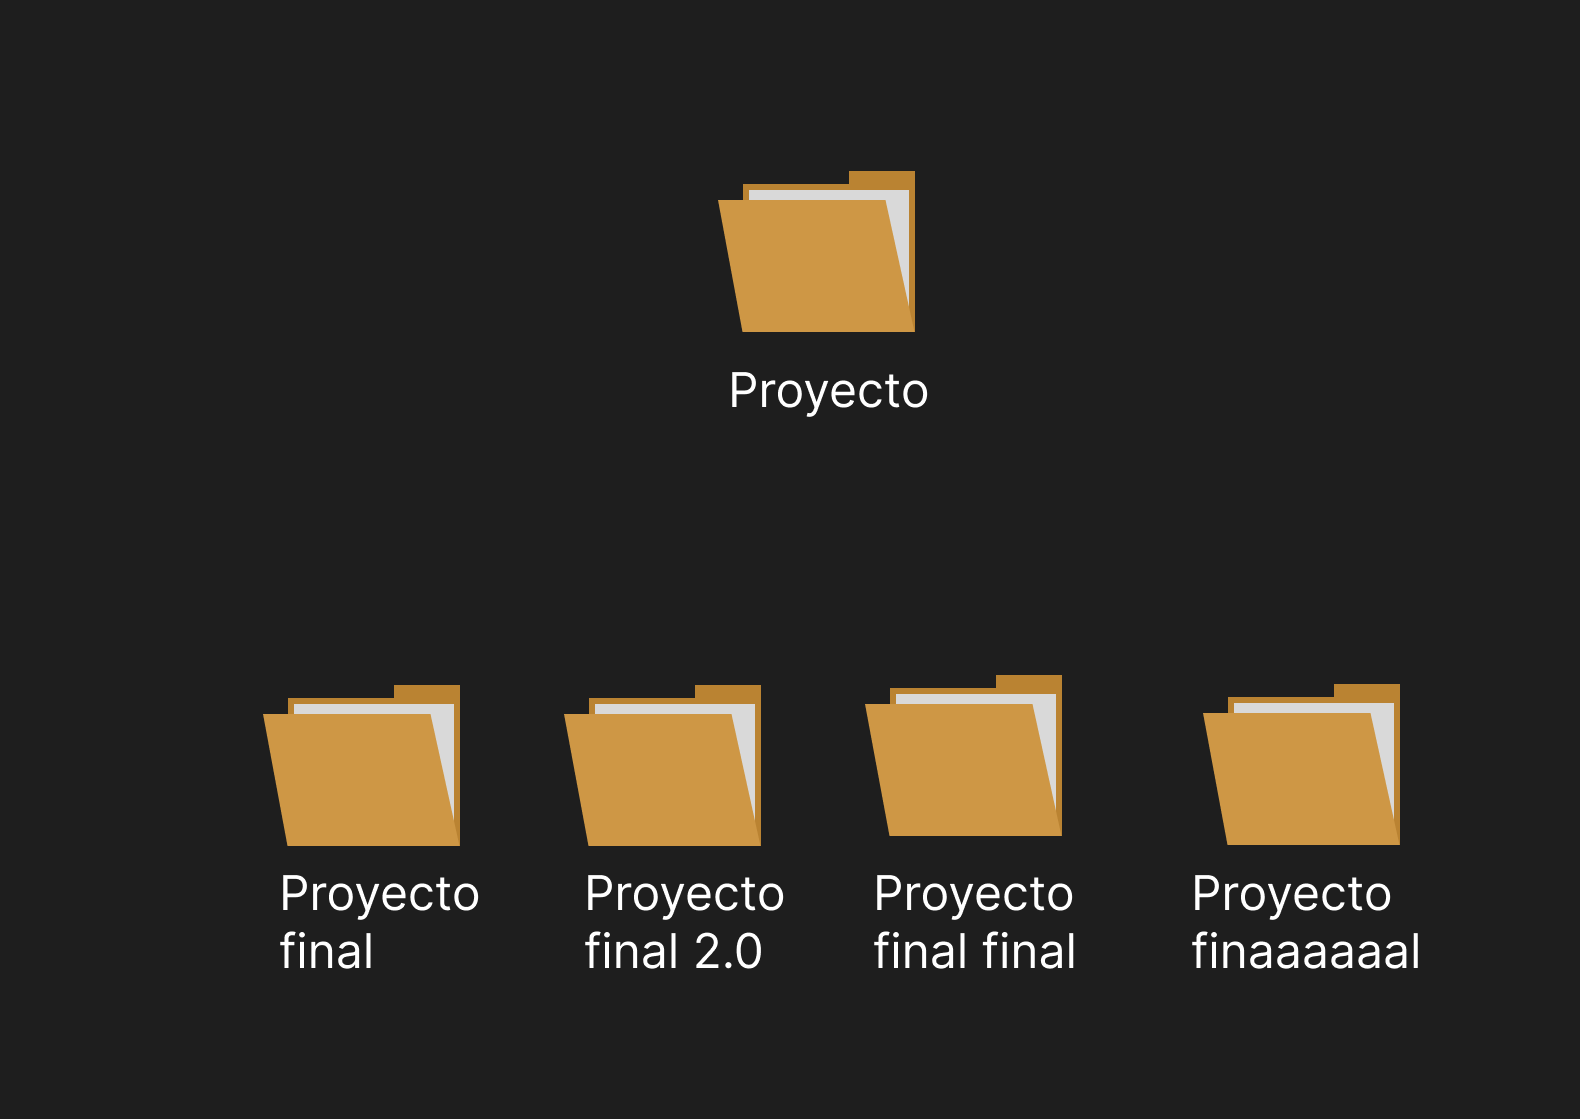 Proyecto
Proyecto
final
Proyecto
final 2.0
Proyecto
final final
Proyecto
finaaaaaal